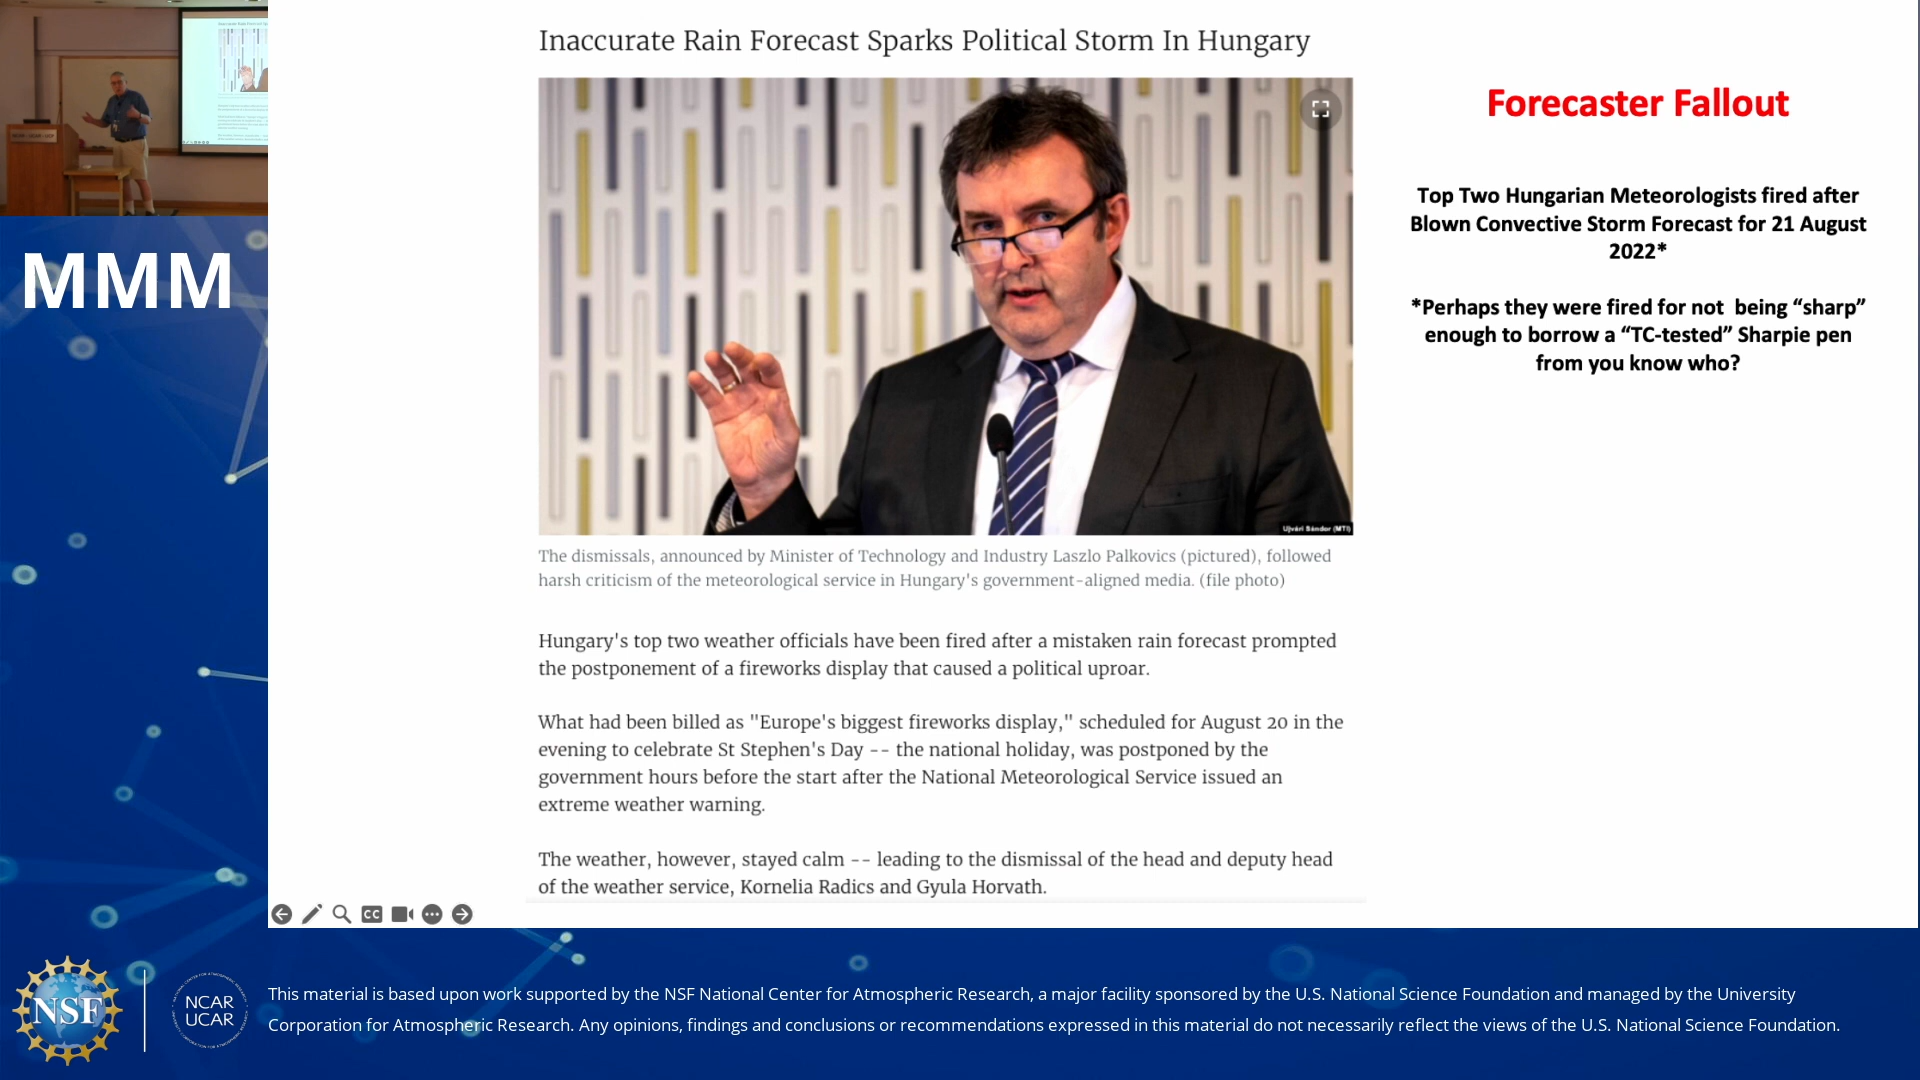 Inaccurate Rain Forecast Sparks Political Storm In Hungary
Ujvári Sándor (MTI)
The dismissals, announced by Minister of Technology and Industry Laszlo Palkovics (pictured), followed
harsh criticism of the meteorological service in Hungary's government-aligned media. (file photo)
Hungary's top two weather officials have been fired after a mistaken rain forecast prompted
the postponement of a fireworks display that caused a political uproar.
What had been billed as "Europe's biggest fireworks display," scheduled for August 20 in the
evening to celebrate St Stephen's Day -- the national holiday, was postponed by the
government hours before the start after the National Meteorological Service issued an
extreme weather warning.
The weather, however, stayed calm -- leading to the dismissal of the head and deputy head
of the weather service, Kornelia Radics and Gyula Horvath.
Forecaster Fallout
Top Two Hungarian Meteorologists fired after
Blown Convective Storm Forecast for 21 August
2022*
*Perhaps they were fired for not  being “sharp”
enough to borrow a “TC-tested” Sharpie pen
from you know who?
MMM
CC
NSF
NCAR
UCAR
This material is based upon work supported by the NSF National Center for Atmospheric Research, a major facility sponsored by the U.S. National Science Foundation and managed by the University
Corporation for Atmospheric Research. Any opinions, findings and conclusions or recommendations expressed in this material do not necessarily reflect the views of the U.S. National Science Foundation.